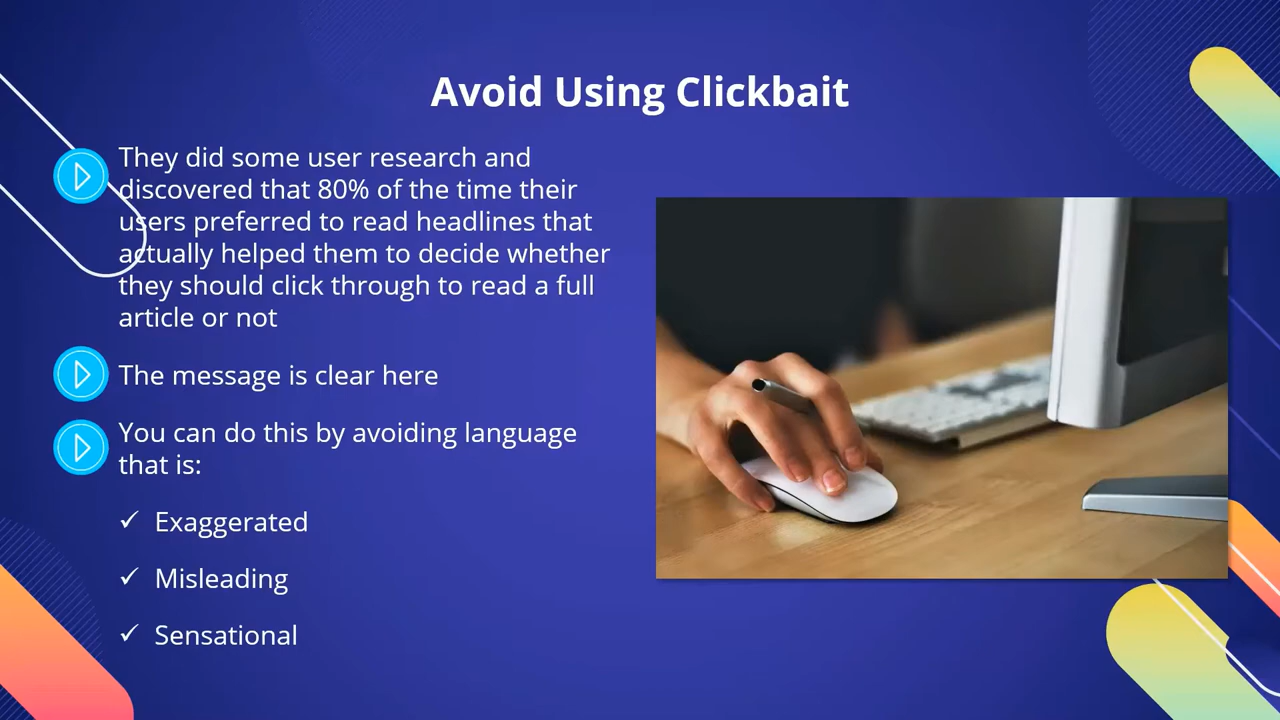 Avoid Using Clickbait
They did some user research and
discovered that 80% of the time their
users preferred to read headlines that
actually helped them to decide whether
they should click through to read a full
article or not
The message is clear here
You can do this by avoiding language
that is:
✓ Exaggerated
✓ Misleading
✓ Sensational